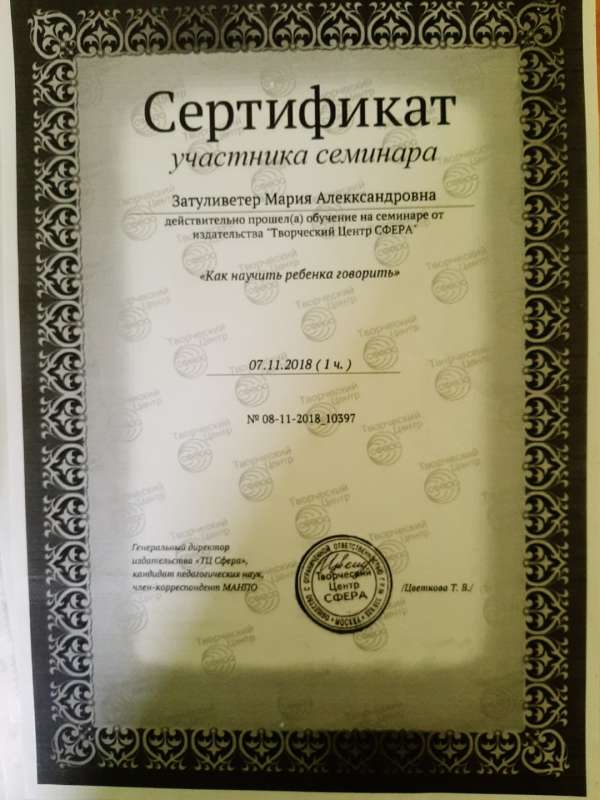 Сертификат
участника семинара
Затуливетер Мария Алекксандровна
действительно прошел(а) обучение на семинаре от
издательства "Творческий Центр СФЕРА"
«Как научить ребенка говорить»
07.11.2018 ( 1 ч. )
№ 08-11-2018_10397
Генеральный директор
издательства «ТЦ Сфера»,
кандидат педагогических наук,
член-корреспондент МАНПО
Творческий
Центр
СФЕРА
/Цветкова Т. В./